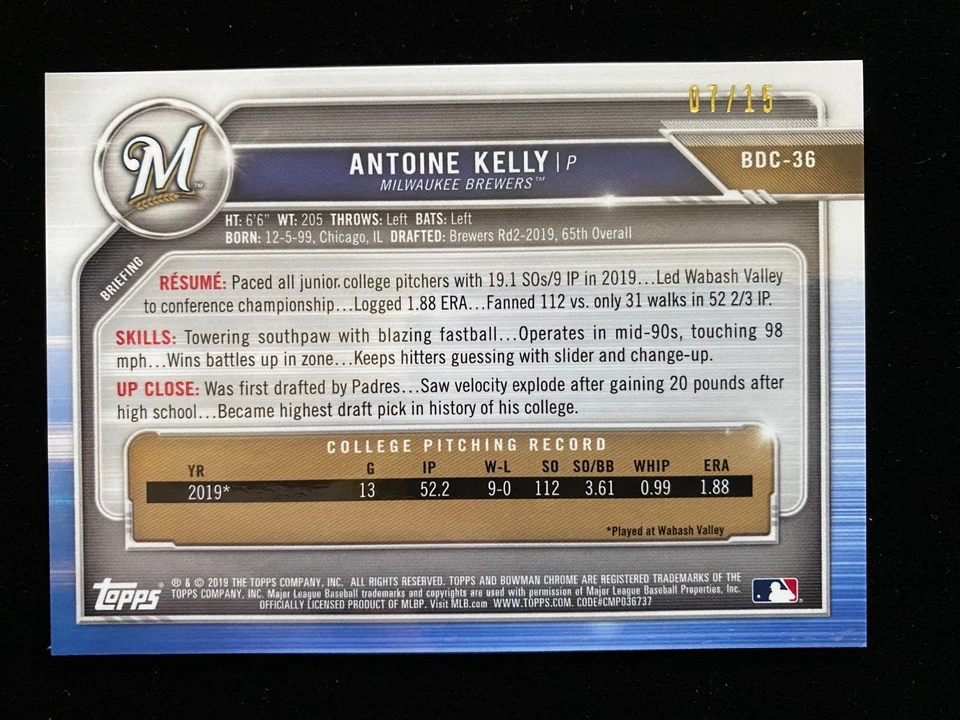 07/15
M™
ANTOINE KELLY | P
BDC-36
MILWAUKEE BREWERS™
HT: 6'6" WT: 205 THROWS: Left BATS: Left
BORN: 12-5-99, Chicago, IL DRAFTED: Brewers Rd2-2019, 65th Overall
BRIEFING
RÉSUMÉ: Paced all junior college pitchers with 19.1 SOs/9 IP in 2019...Led Wabash Valley
to conference championship...Logged 1.88 ERA...Fanned 112 vs. only 31 walks in 52 2/3 IP.
SKILLS: Towering southpaw with blazing fastball...Operates in mid-90s, touching 98
mph...Wins battles up in zone...Keeps hitters guessing with slider and change-up.
UP CLOSE: Was first drafted by Padres...Saw velocity explode after gaining 20 pounds after
high school...Became highest draft pick in history of his college.
COLLEGE PITCHING RECORD
YR G IP W-L SO SO/BB WHIP ERA
2019* 13 52.2 9-0 112 3.61 0.99 1.88
*Played at Wabash Valley
Topps®
® & © 2019 THE TOPPS COMPANY, INC. ALL RIGHTS RESERVED. TOPPS AND BOWMAN CHROME ARE REGISTERED TRADEMARKS OF THE
TOPPS COMPANY, INC. Major League Baseball trademarks and copyrights are used with permission of Major League Baseball Properties, Inc.
OFFICIALLY LICENSED PRODUCT OF MLBP. Visit MLB.com WWW.TOPPS.COM. CODE#CMP036737